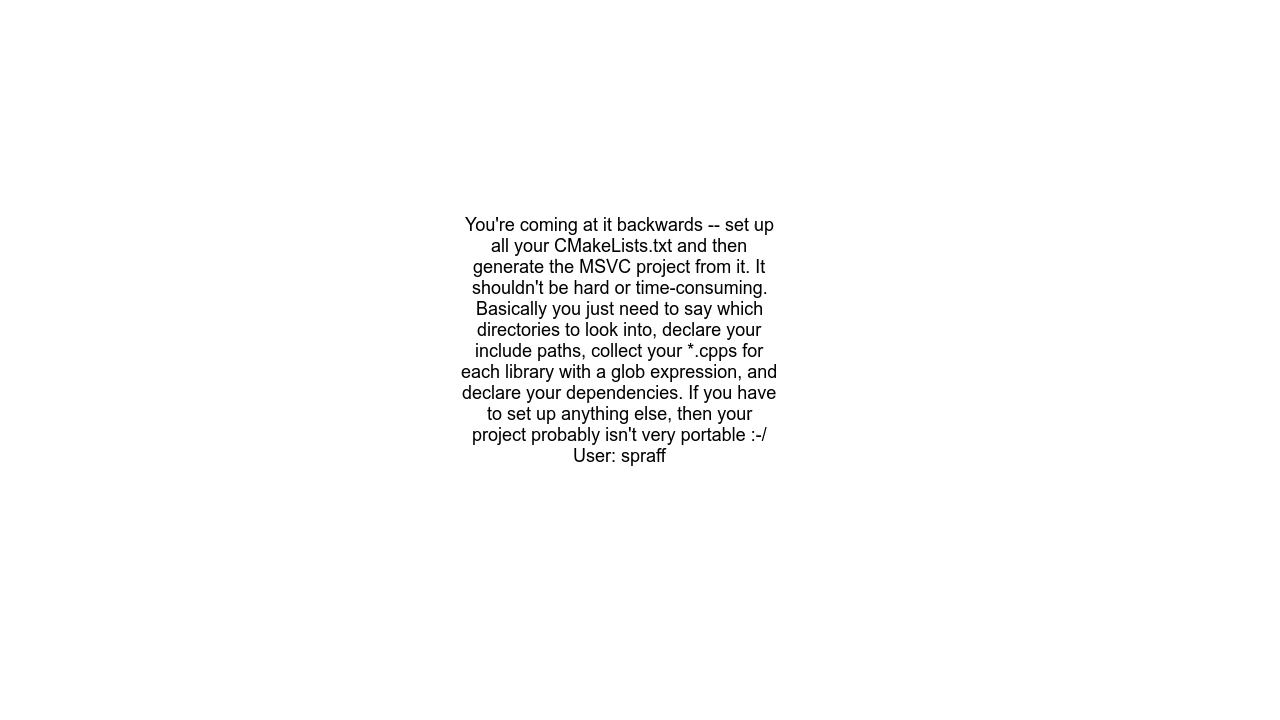 You're coming at it backwards -- set up
all your CMakeLists.txt and then
generate the MSVC project from it. It
shouldn't be hard or time-consuming.
Basically you just need to say which
directories to look into, declare your
include paths, collect your *.cpps for
each library with a glob expression, and
declare your dependencies. If you have
to set up anything else, then your
project probably isn't very portable :-/
User: spraff